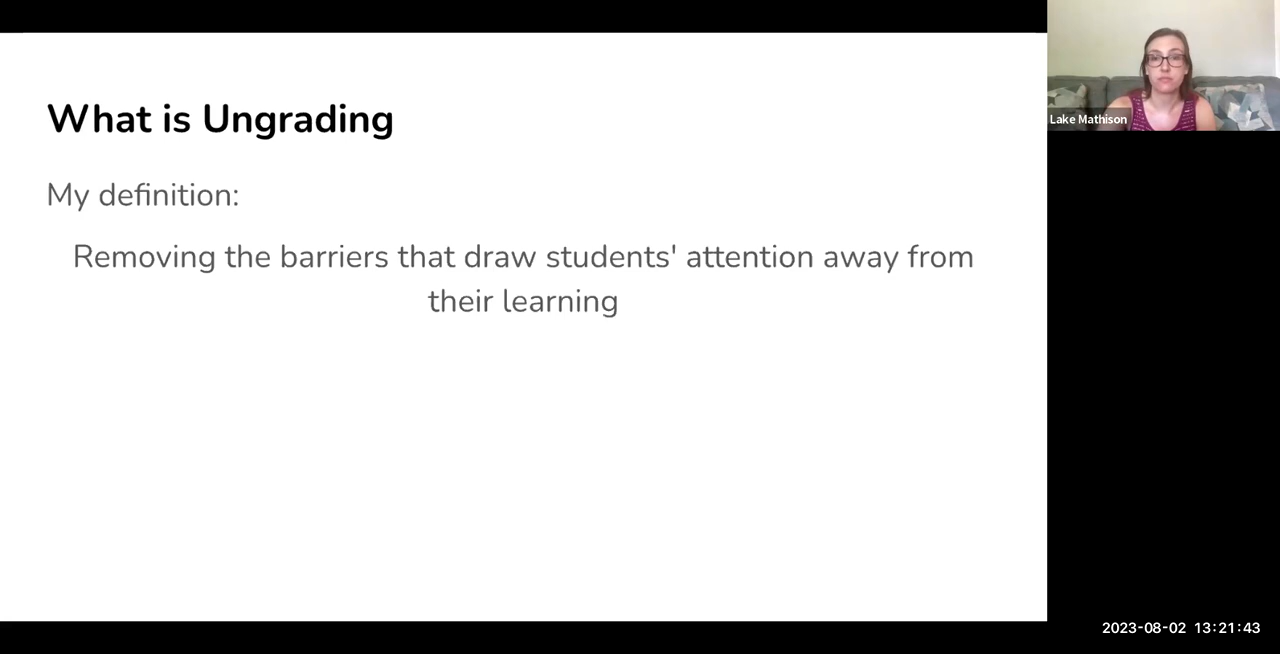 What is Ungrading
My definition:
Removing the barriers that draw students' attention away from
their learning
Lake Mathison
2023-08-02 13:21:43